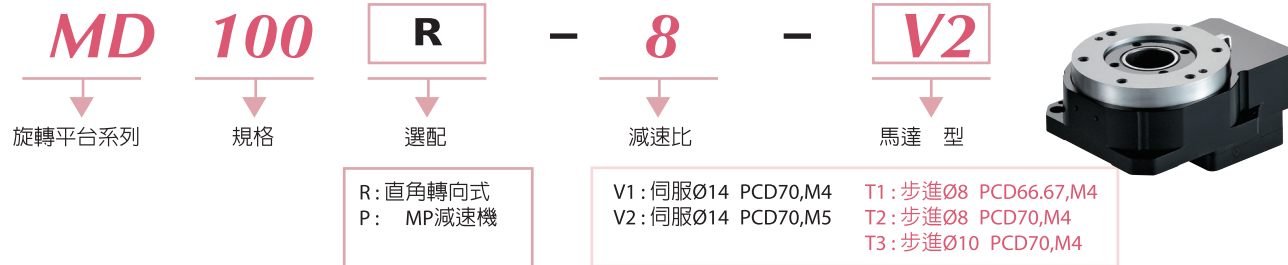 MD 100 R – 8 – V2
旋轉平台系列 規格 選配 減速比 馬達 型
R : 直角轉向式
P : MP減速機
V1 : 伺服Ø14 PCD70,M4 T1 : 步進Ø8 PCD66.67,M4
V2 : 伺服Ø14 PCD70,M5 T2 : 步進Ø8 PCD70,M4
T3 : 步進Ø10 PCD70,M4